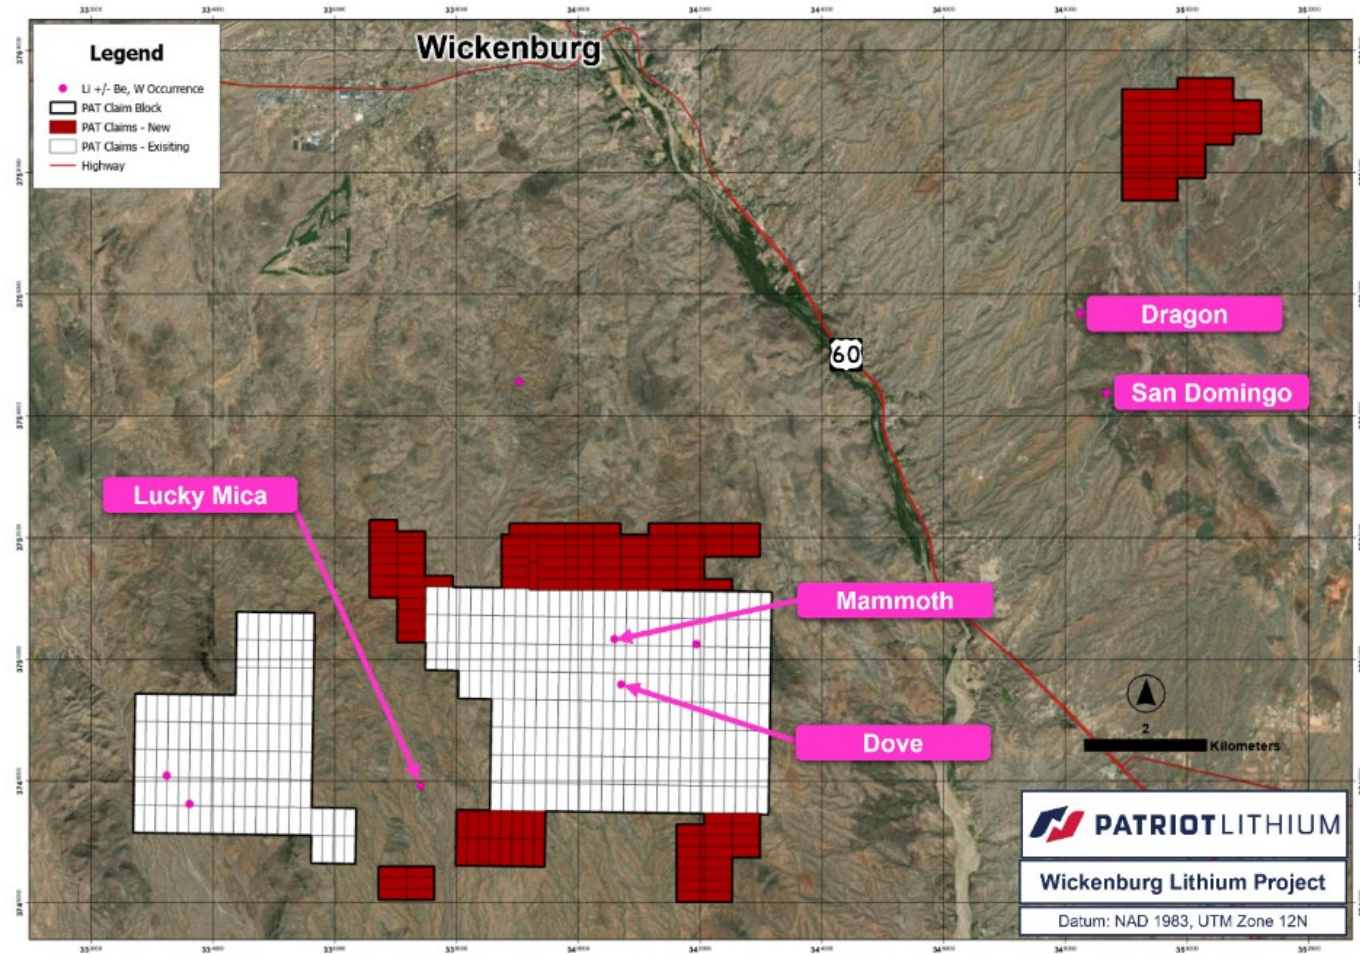 Wickenburg
Legend
Li +/- Be, W Occurrence
PAT Claim Block
PAT Claims - New
PAT Claims - Exisiting
Highway
Dragon
60
San Domingo
Lucky Mica
Mammoth
Dove
2
Kilometers
PATRIOTLITHIUM
Wickenburg Lithium Project
Datum: NAD 1983, UTM Zone 12N